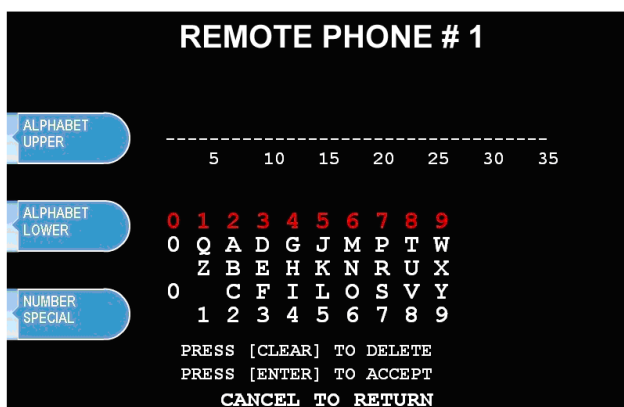 REMOTE PHONE # 1
ALPHABET
UPPER
-----------------------------------
5 10 15 20 25 30 35
ALPHABET
LOWER
0 1 2 3 4 5 6 7 8 9
0 Q A D G J M P T W
Z B E H K N R U X
0 C F I L O S V Y
1 2 3 4 5 6 7 8 9
NUMBER
SPECIAL
PRESS [CLEAR] TO DELETE
PRESS [ENTER] TO ACCEPT
CANCEL TO RETURN